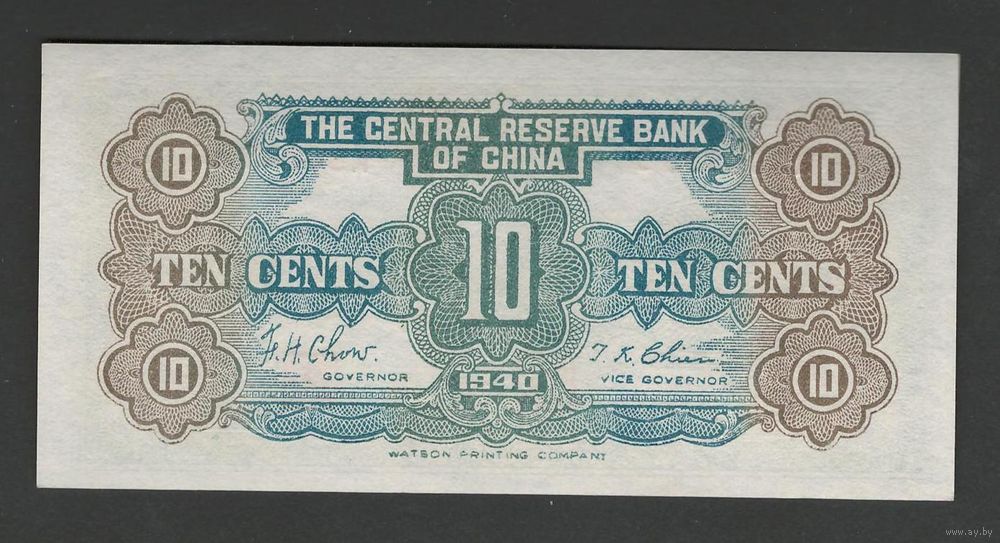 THE CENTRAL RESERVE BANK
OF CHINA
10 10
10
TEN CENTS TEN CENTS
F. H. Chow. T. K. Chien
GOVERNOR VICE GOVERNOR
10 1940 10
WATSON PRINTING COMPANY
www.ay.by